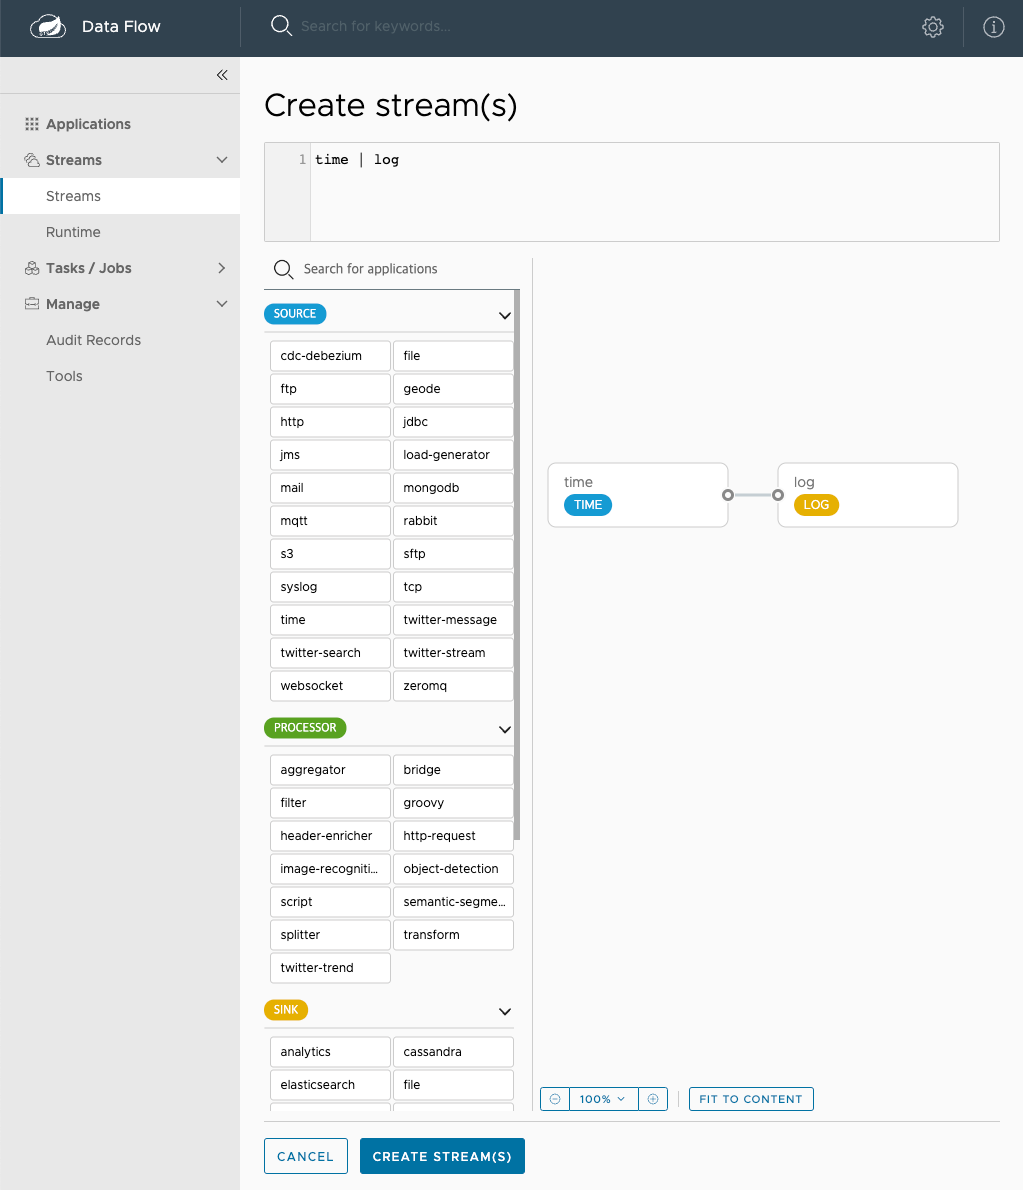 Data Flow
Search for keywords...
Applications
Streams
Streams
Runtime
Tasks / Jobs
Manage
Audit Records
Tools
Create stream(s)
1 time | log
Search for applications
SOURCE
cdc-debezium file
ftp geode
http jdbc
jms load-generator
mail mongodb
mqtt rabbit
s3 sftp
syslog tcp
time twitter-message
twitter-search twitter-stream
websocket zeromq
PROCESSOR
aggregator bridge
filter groovy
header-enricher http-request
image-recogniti... object-detection
script semantic-segme...
splitter transform
twitter-trend
SINK
analytics cassandra
elasticsearch file
time
TIME
log
LOG
100%
FIT TO CONTENT
CANCEL
CREATE STREAM(S)